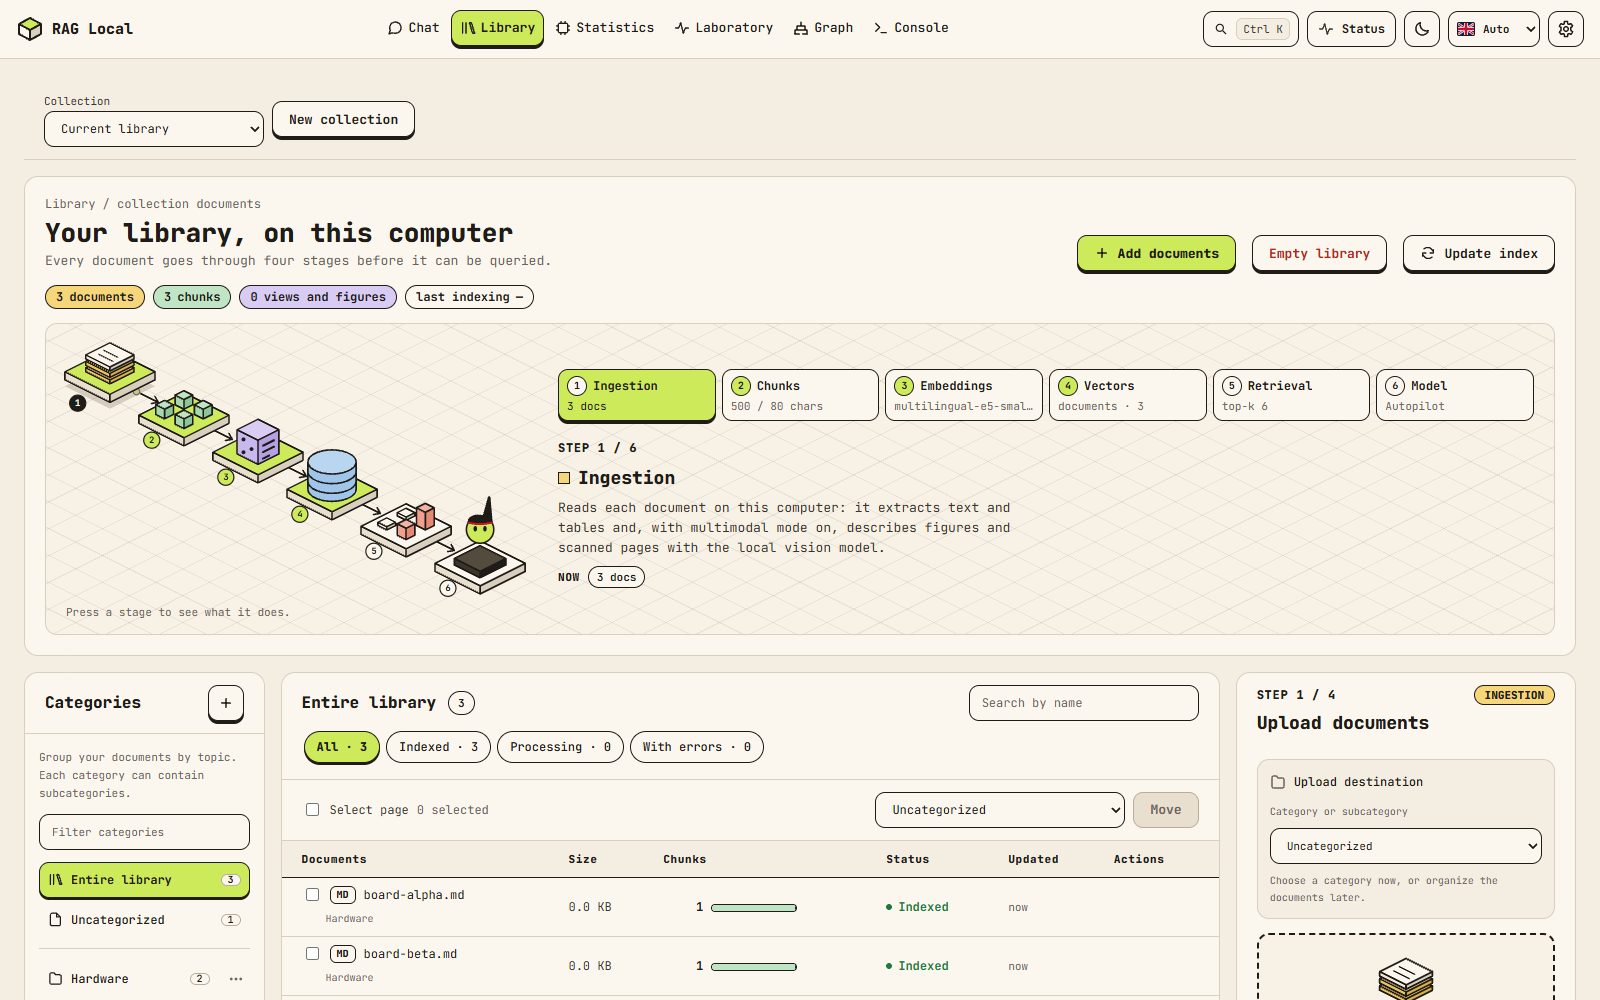 RAG Local
Chat
Library
Statistics
Laboratory
Graph
Console
Ctrl K
Status
Auto
Collection
Current library
New collection
Library / collection documents
Your library, on this computer
Every document goes through four stages before it can be queried.
Add documents
Empty library
Update index
3 documents
3 chunks
0 views and figures
last indexing —
1
2
3
4
5
6
Press a stage to see what it does.
1 Ingestion
3 docs
2 Chunks
500 / 80 chars
3 Embeddings
multilingual-e5-smal…
4 Vectors
documents · 3
5 Retrieval
top-k 6
6 Model
Autopilot
STEP 1 / 6
Ingestion
Reads each document on this computer: it extracts text and
tables and, with multimodal mode on, describes figures and
scanned pages with the local vision model.
NOW 3 docs
Categories
+
Group your documents by topic.
Each category can contain
subcategories.
Filter categories
Entire library 3
Uncategorized 1
Hardware 2 ···
Entire library 3
Search by name
All · 3
Indexed · 3
Processing · 0
With errors · 0
Select page 0 selected
Uncategorized
Move
Documents Size Chunks Status Updated Actions
MD board-alpha.md 0.0 KB 1 Indexed now
Hardware
MD board-beta.md 0.0 KB 1 Indexed now
Hardware
STEP 1 / 4
INGESTION
Upload documents
Upload destination
Category or subcategory
Uncategorized
Choose a category now, or organize the
documents later.